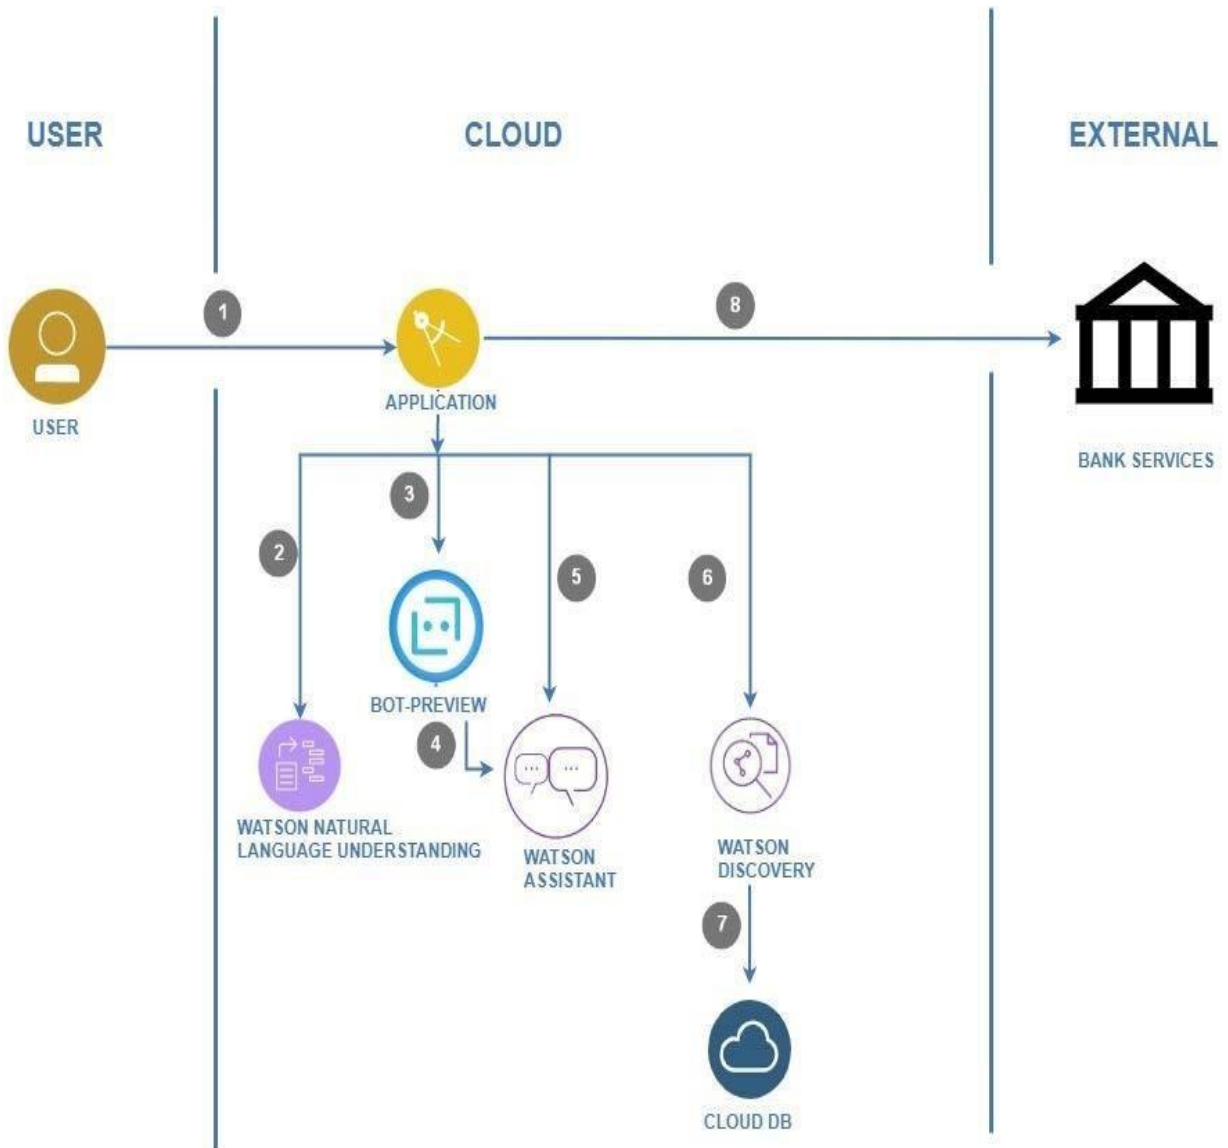 USER
CLOUD
EXTERNAL
1
8
USER
APPLICATION
BANK SERVICES
3
2
5
6
BOT-PREVIEW
4
WATSON NATURAL
LANGUAGE UNDERSTANDING
WATSON
ASSISTANT
WATSON
DISCOVERY
7
CLOUD DB